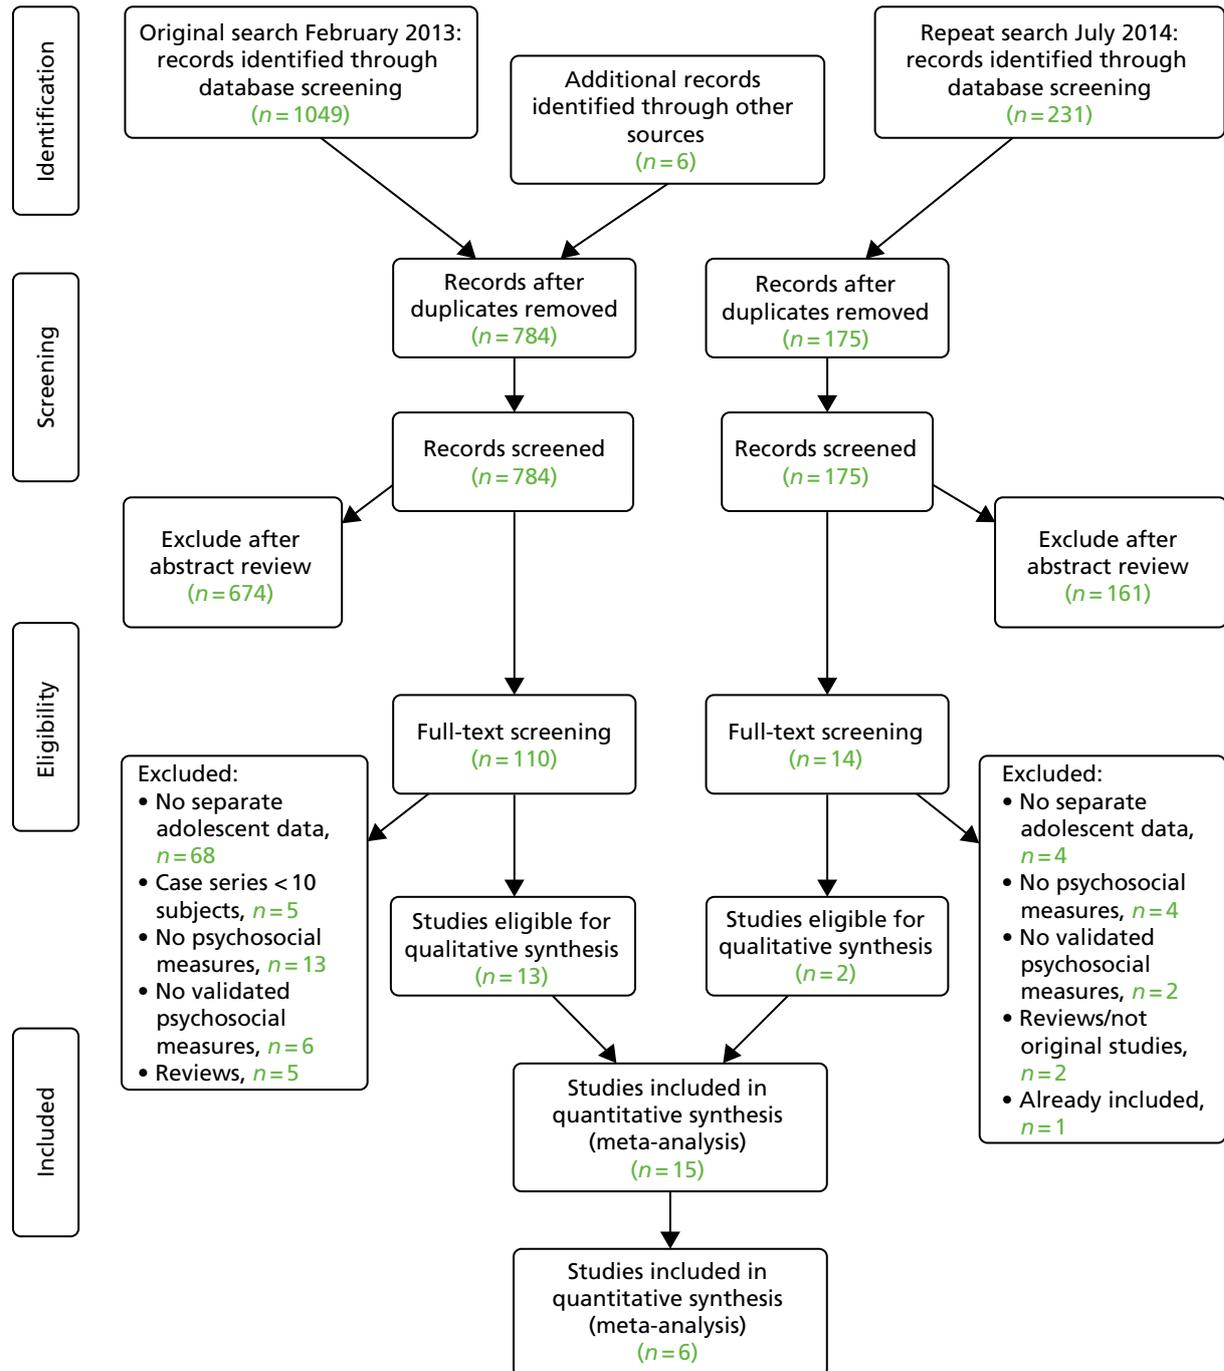 Identification
Original search February 2013:
records identified through
database screening
(n=1049)
Additional records
identified through other
sources
(n=6)
Repeat search July 2014:
records identified through
database screening
(n=231)
Screening
Records after
duplicates removed
(n=784)
Records after
duplicates removed
(n=175)
Records screened
(n=784)
Records screened
(n=175)
Exclude after
abstract review
(n=674)
Exclude after
abstract review
(n=161)
Eligibility
Full-text screening
(n=110)
Full-text screening
(n=14)
Excluded:
• No separate
adolescent data,
n=68
• Case series <10
subjects, n=5
• No psychosocial
measures, n=13
• No validated
psychosocial
measures, n=6
• Reviews, n=5
Studies eligible for
qualitative synthesis
(n=13)
Studies eligible for
qualitative synthesis
(n=2)
Excluded:
• No separate
adolescent data,
n=4
• No psychosocial
measures, n=4
• No validated
psychosocial
measures, n=2
• Reviews/not
original studies,
n=2
• Already included,
n=1
Included
Studies included in
quantitative synthesis
(meta-analysis)
(n=15)
Studies included in
quantitative synthesis
(meta-analysis)
(n=6)